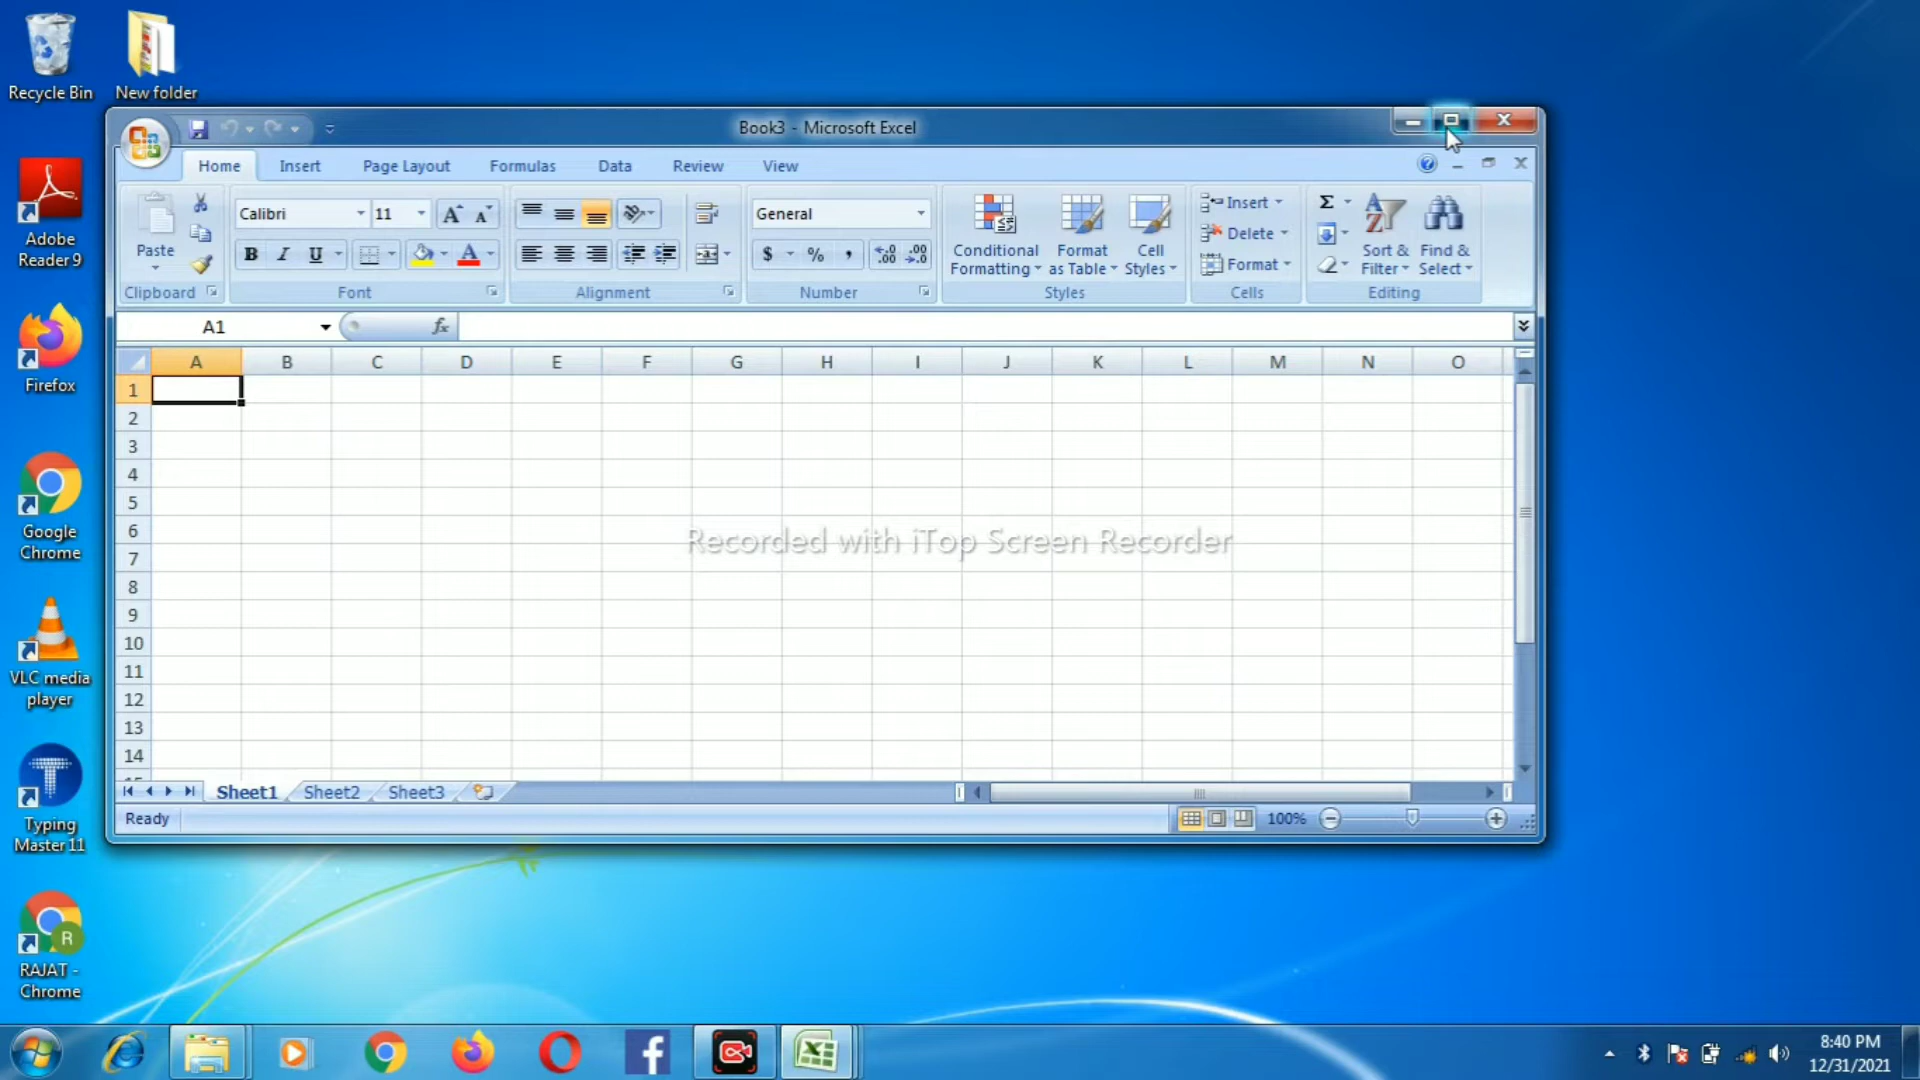 Recycle Bin
New folder
Adobe
Reader 9
Firefox
Google
Chrome
VLC media
player
Typing
Master 11
RAJAT -
Chrome
Book3 - Microsoft Excel
Home Insert Page Layout Formulas Data Review View
Paste
Clipboard
Calibri 11
B I U
A
Font
Alignment
General
$ % , .00 .00
Number
Conditional
Formatting
Format
as Table
Cell
Styles
Styles
Insert
Delete
Format
Cells
Σ
Sort &
Filter
Find &
Select
Editing
A1
fx
A B C D E F G H I J K L M N O
1
2
3
4
5
6
7
8
9
10
11
12
13
14
Recorded with iTop Screen Recorder
Sheet1 Sheet2 Sheet3
Ready
100%
8:40 PM
12/31/2021